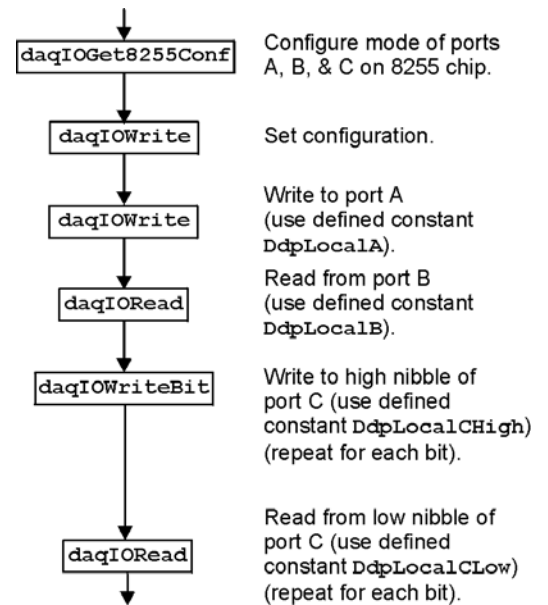 daqIOGet8255Conf
Configure mode of ports
A, B, & C on 8255 chip.
daqIOWrite
Set configuration.
daqIOWrite
Write to port A
(use defined constant
DdpLocalA).
daqIORead
Read from port B
(use defined constant
DdpLocalB).
daqIOWriteBit
Write to high nibble of
port C (use defined
constant DdpLocalCHigh)
(repeat for each bit).
daqIORead
Read from low nibble of
port C (use defined
constant DdpLocalCLow)
(repeat for each bit).